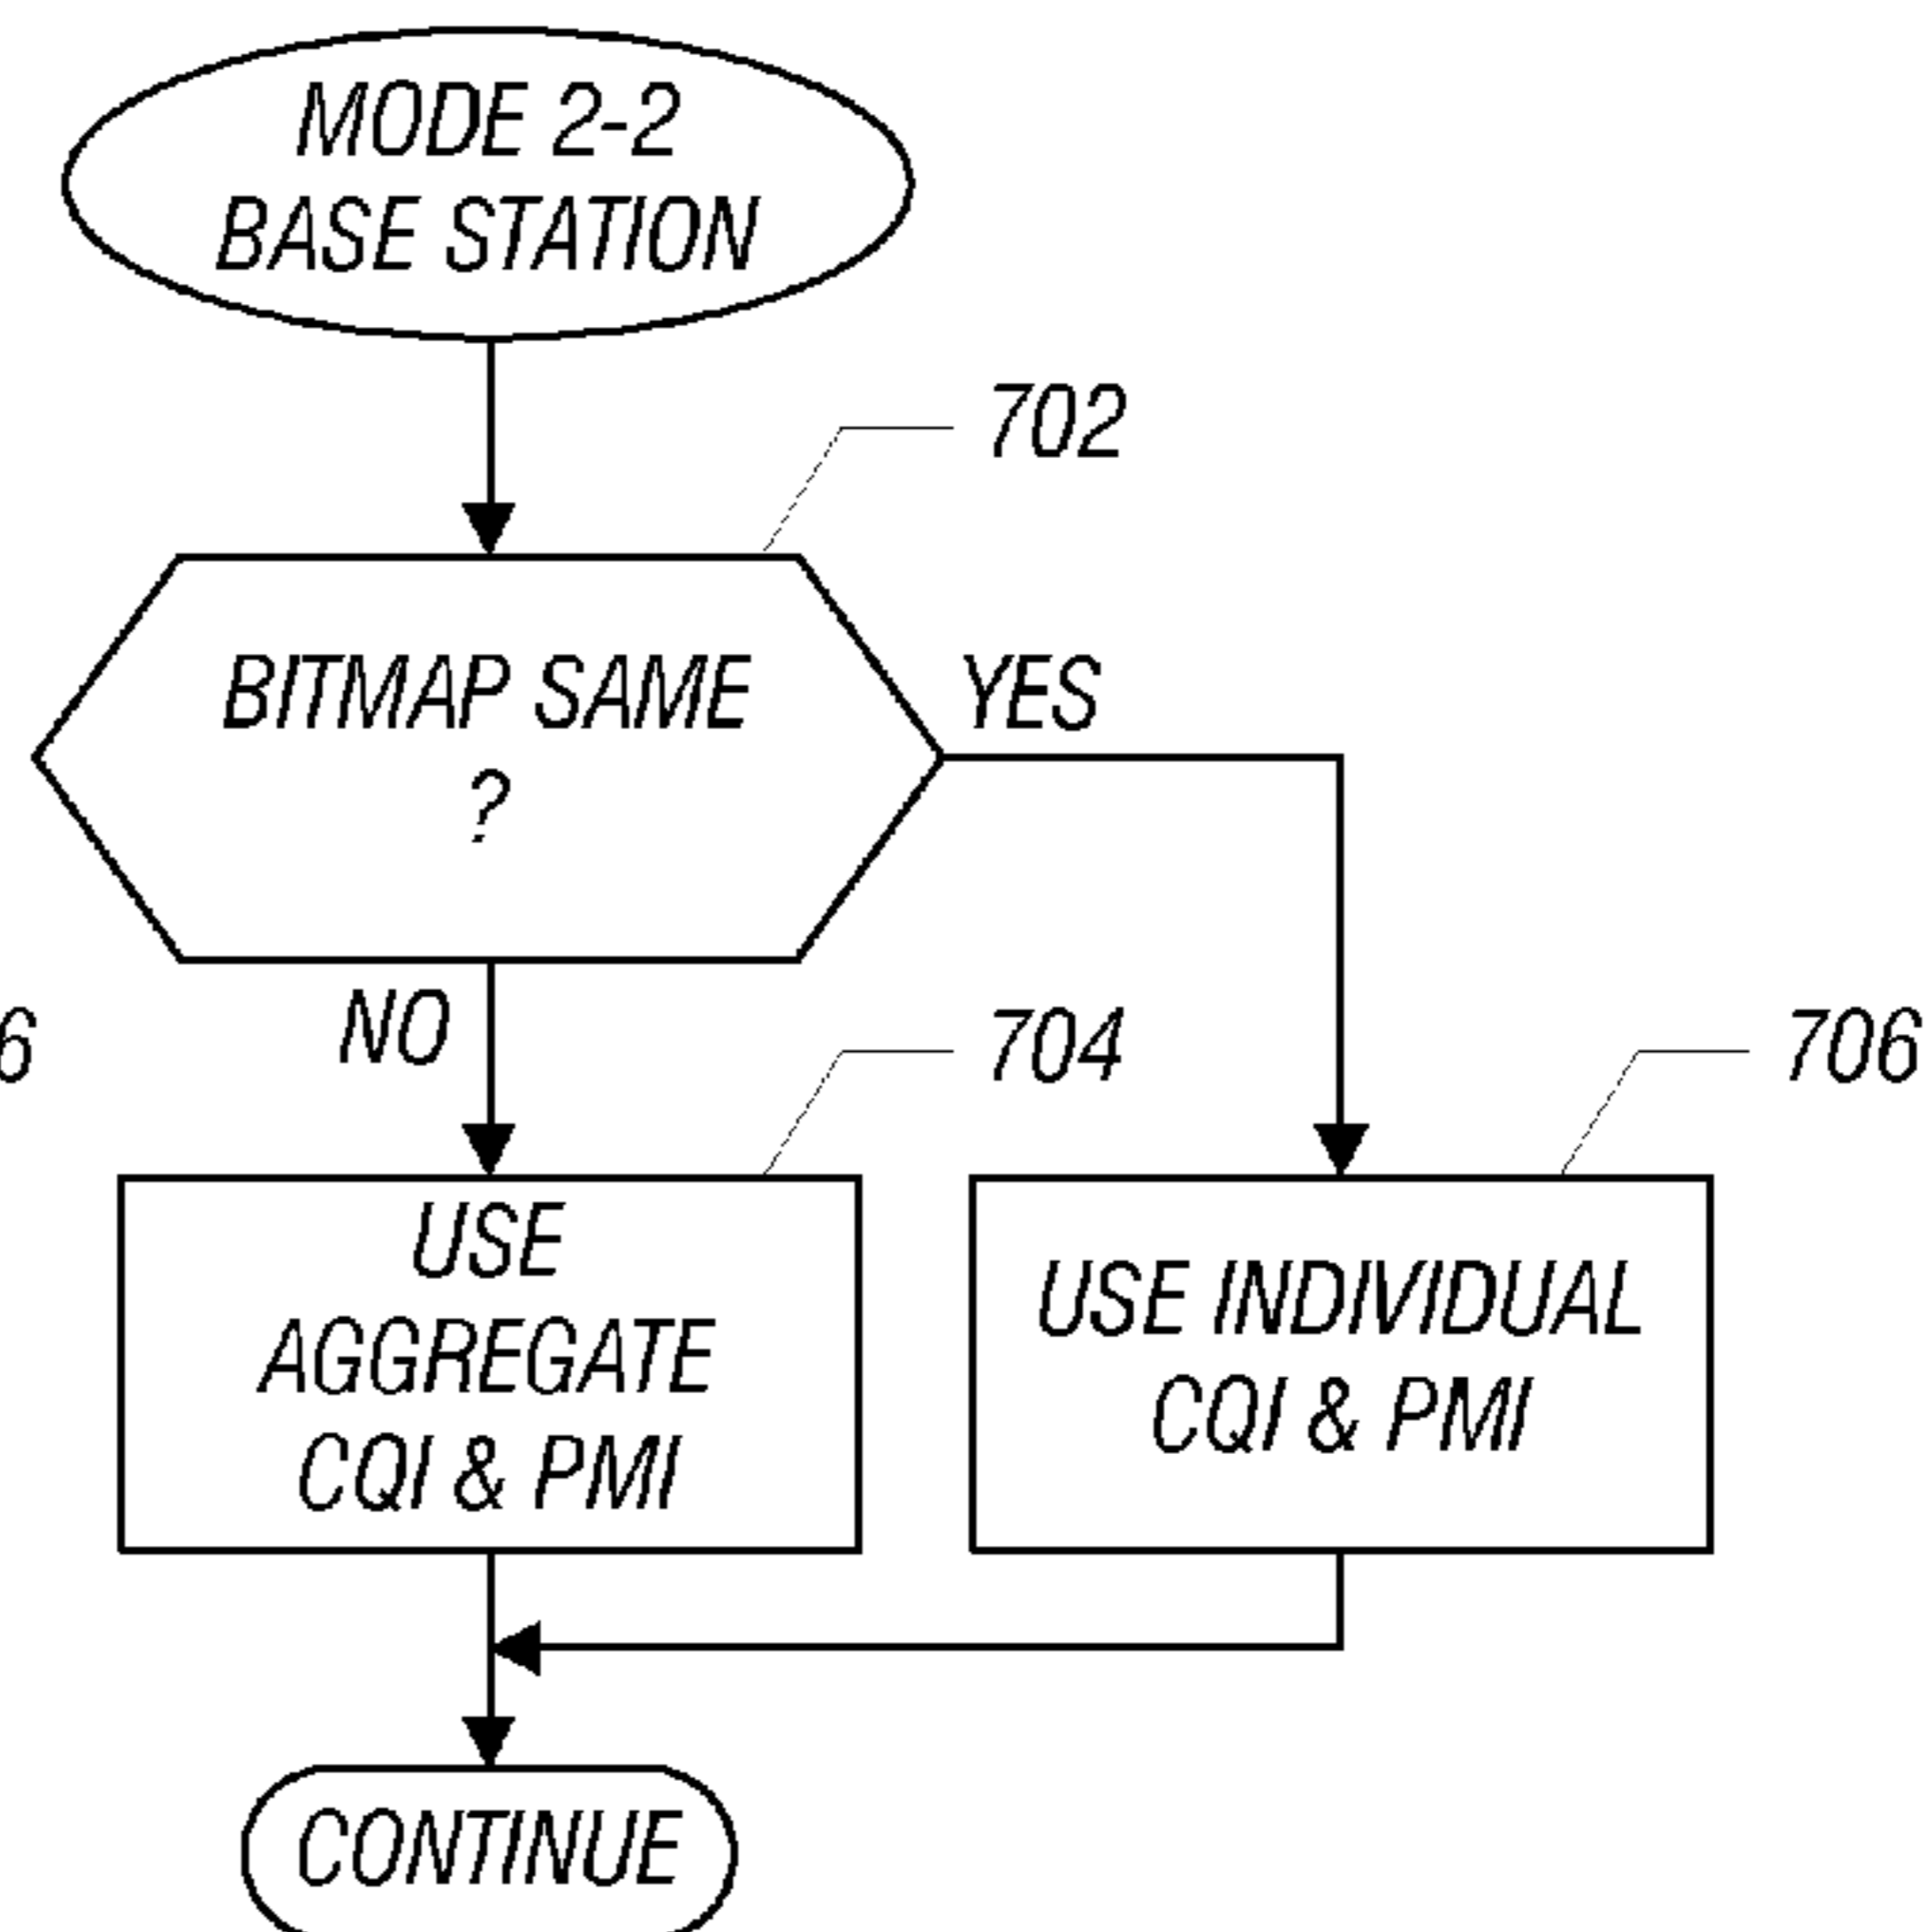 MODE 2-2
BASE STATION
702
BITMAP SAME
?
YES
NO
6
704
706
USE
AGGREGATE
CQI & PMI
USE INDIVIDUAL
CQI & PMI
CONTINUE